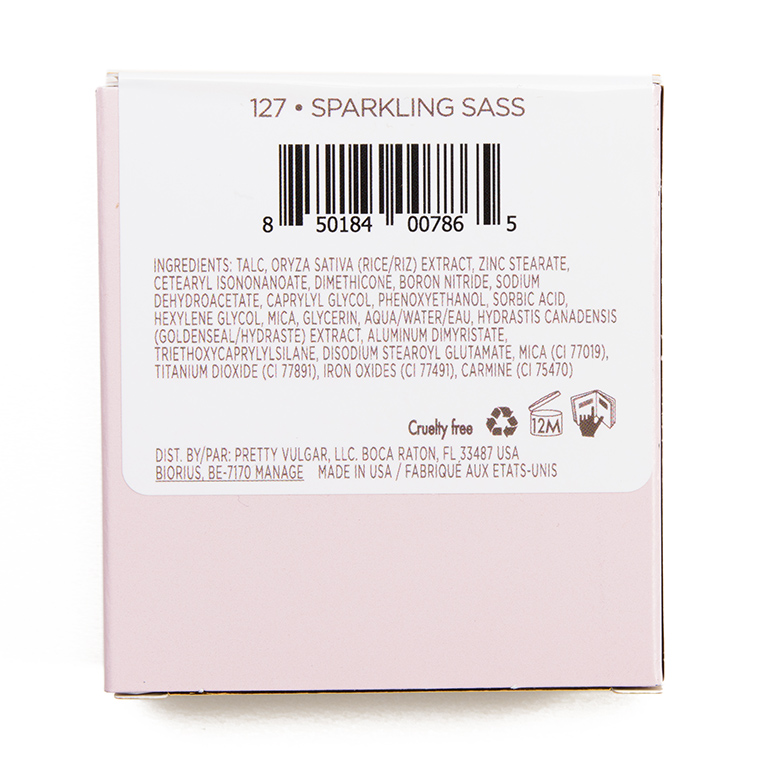 127 • SPARKLING SASS
8 50184 00786 5
INGREDIENTS: TALC, ORYZA SATIVA (RICE/RIZ) EXTRACT, ZINC STEARATE,
CETEARYL ISONONANOATE, DIMETHICONE, BORON NITRIDE, SODIUM
DEHYDROACETATE, CAPRYLYL GLYCOL, PHENOXYETHANOL, SORBIC ACID,
HEXYLENE GLYCOL, MICA, GLYCERIN, AQUA/WATER/EAU, HYDRASTIS CANADENSIS
(GOLDENSEAL/HYDRASTE) EXTRACT, ALUMINUM DIMYRISTATE,
TRIETHOXYCAPRYLYLSILANE, DISODIUM STEAROYL GLUTAMATE, MICA (CI 77019),
TITANIUM DIOXIDE (CI 77891), IRON OXIDES (CI 77491), CARMINE (CI 75470)
Cruelty free 12M
DIST. BY/PAR: PRETTY VULGAR, LLC. BOCA RATON, FL 33487 USA
BIORIUS, BE-7170 MANAGE MADE IN USA / FABRIQUÉ AUX ETATS-UNIS